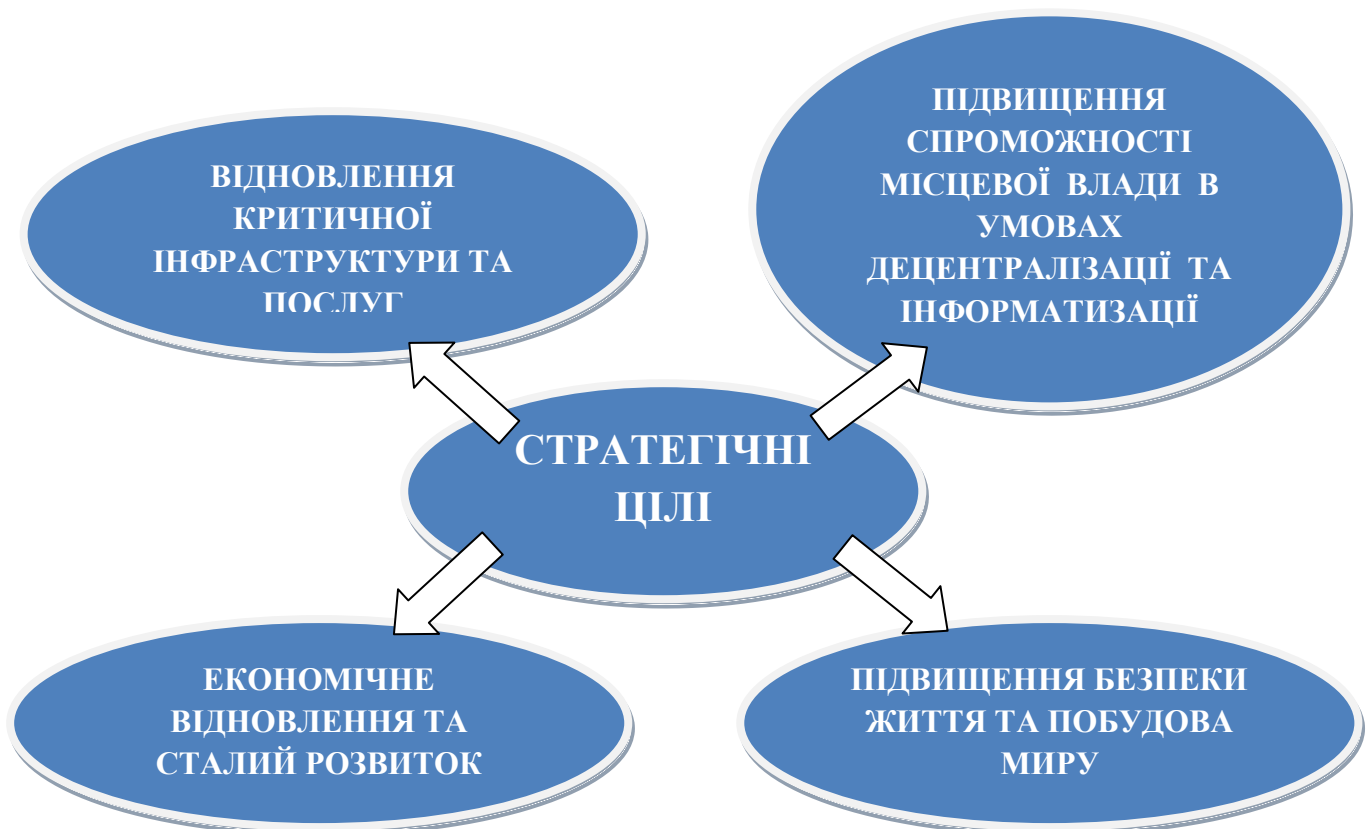 ВІДНОВЛЕННЯ
КРИТИЧНОЇ
ІНФРАСТРУКТУРИ ТА
ПОСЛУГ
ПІДВИЩЕННЯ
СПРОМОЖНОСТІ
МІСЦЕВОЇ ВЛАДИ В
УМОВАХ
ДЕЦЕНТРАЛІЗАЦІЇ ТА
ІНФОРМАТИЗАЦІЇ
СТРАТЕГІЧНІ
ЦІЛІ
ЕКОНОМІЧНЕ
ВІДНОВЛЕННЯ ТА
СТАЛИЙ РОЗВИТОК
ПІДВИЩЕННЯ БЕЗПЕКИ
ЖИТТЯ ТА ПОБУДОВА
МИРУ